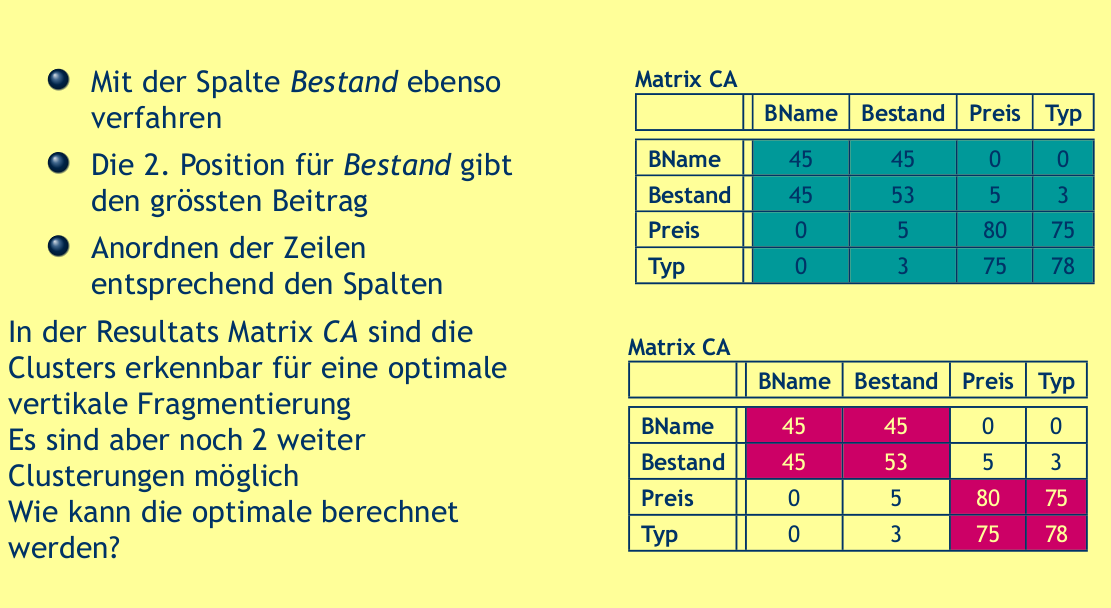 Mit der Spalte Bestand ebenso
verfahren
Die 2. Position für Bestand gibt
den grössten Beitrag
Anordnen der Zeilen
entsprechend den Spalten
In der Resultats Matrix CA sind die
Clusters erkennbar für eine optimale
vertikale Fragmentierung
Es sind aber noch 2 weiter
Clusterungen möglich
Wie kann die optimale berechnet
werden?
Matrix CA
BName Bestand Preis Typ
BName 45 45 0 0
Bestand 45 53 5 3
Preis 0 5 80 75
Typ 0 3 75 78
Matrix CA
BName Bestand Preis Typ
BName 45 45 0 0
Bestand 45 53 5 3
Preis 0 5 80 75
Typ 0 3 75 78